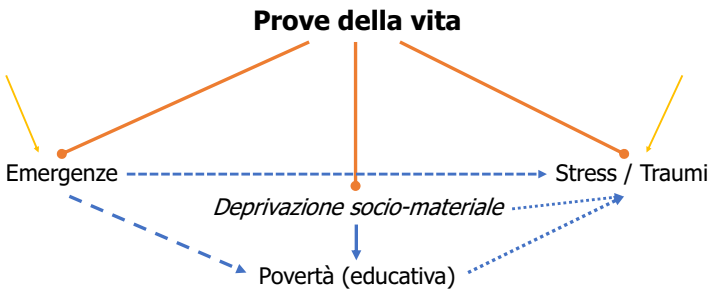 Prove della vita
Emergenze
Stress / Traumi
Deprivazione socio-materiale
Povertà (educativa)